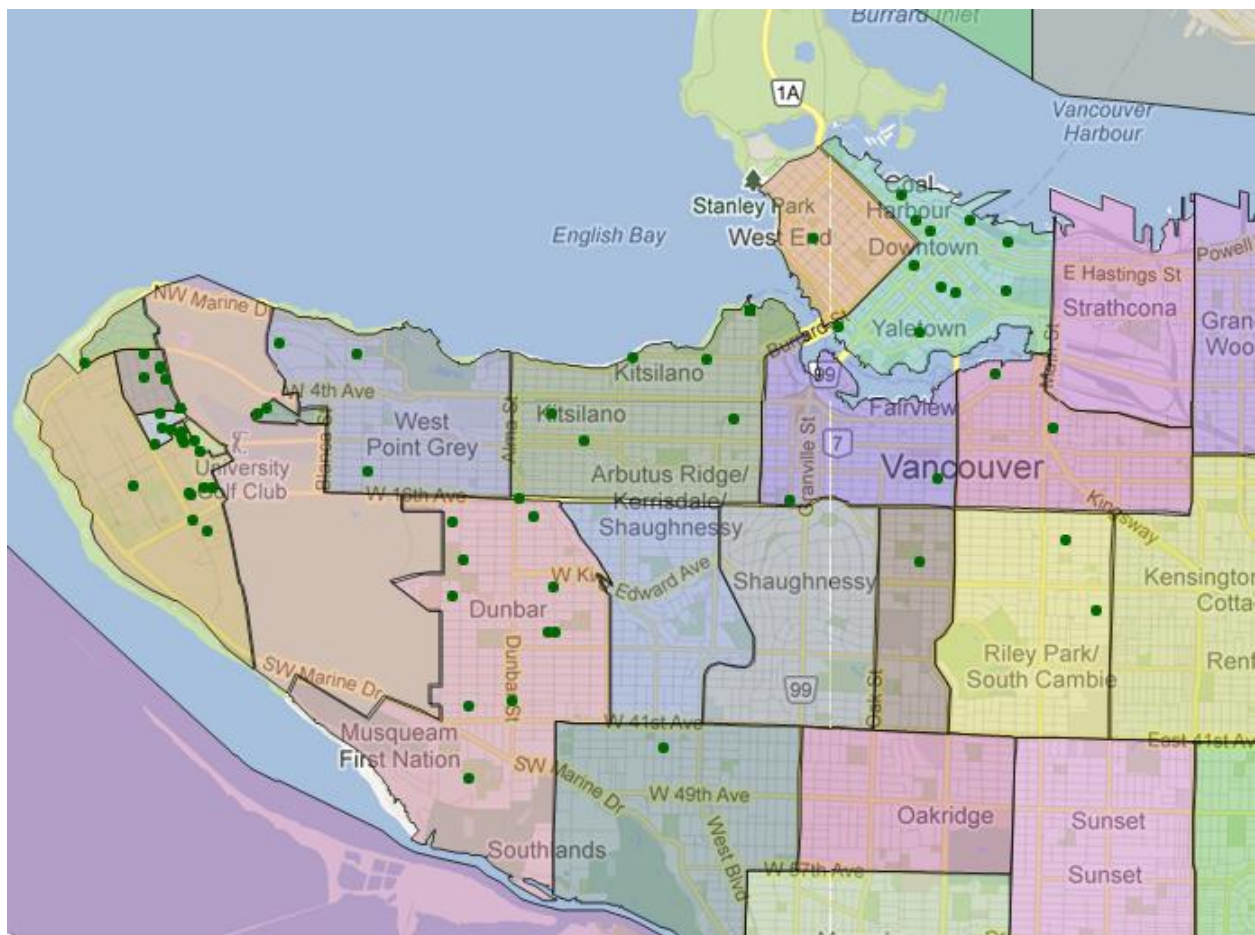 Burrard Inlet
1A
Vancouver
Harbour
Coal
Harbour
Stanley Park
West End
English Bay
Downtown
Powell
E Hastings St
Strathcona
NW Marine Dr
Yaletown
Burrard St
Main St
Gran
Woo
99
Kitsilano
W 4th Ave
Kitsilano
Fairview
West
Point Grey
Alma St
Blanca St
Granville St
7
University
Golf Club
Vancouver
Arbutus Ridge/
Kerrisdale/
Shaughnessy
W 16th Ave
Kingsway
W Ki
Edward Ave
Shaughnessy
Kensington
Cotta
Dunbar
Dunbar St
Riley Park/
South Cambie
Renf
SW Marine Dr
99
Oak St
Musqueam
First Nation
W 41st Ave
East 41st Av
SW Marine Dr
W 49th Ave
Oakridge
Sunset
West Blvd
Southlands
W 57th Ave
Sunset